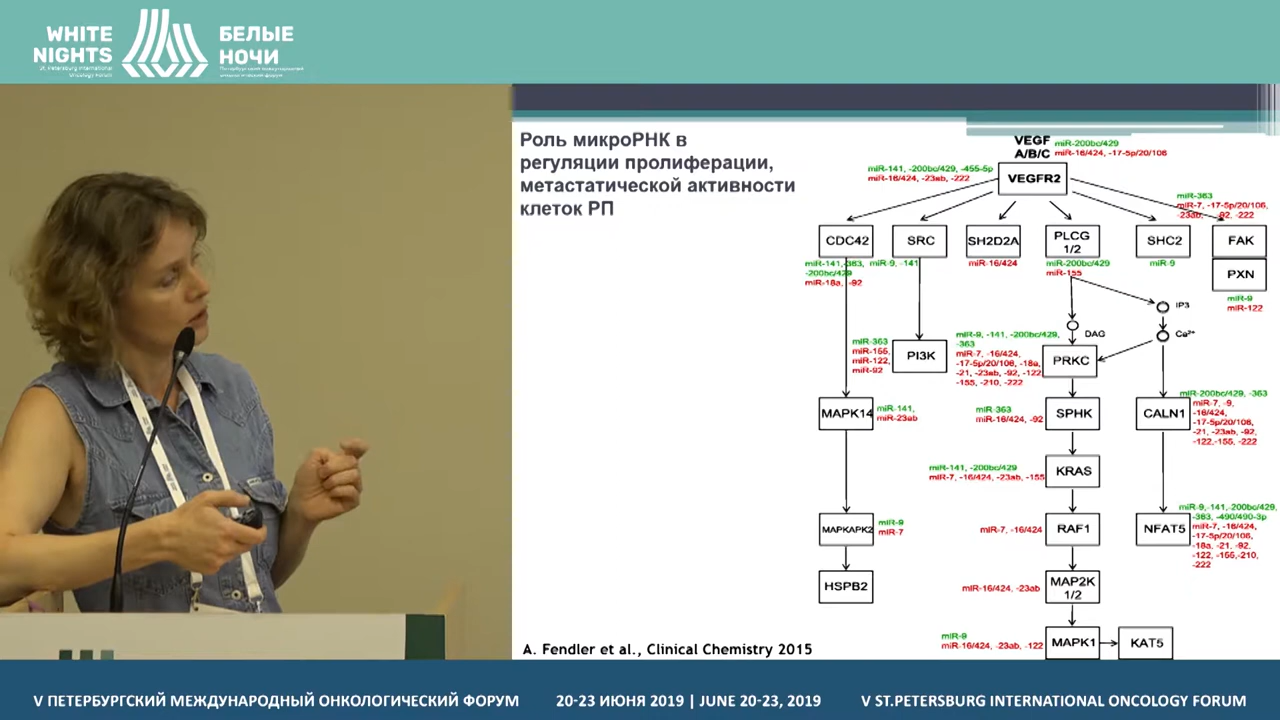 WHITE
NIGHTS
St. Petersburg International
Oncology Forum
БЕЛЫЕ
НОЧИ
Петербургский международный
онкологический форум
Роль микроРНК в
регуляции пролиферации,
метастатической активности
клеток РП
VEGF
A/B/C
miR-200bc/429
miR-16/424, -17-5p/20/106
miR-141, -200bc/429, -455-5p
miR-16/424, -23ab, -222
VEGFR2
miR-363
miR-7, -17-5p/20/106,
-23ab, -92, -222
CDC42
SRC
SH2D2A
PLCG
1/2
SHC2
FAK
PXN
miR-141,-363,
-200bc/429
miR-18a, -92
miR-9, -141
miR-16/424
miR-200bc/429
miR-155
miR-9
miR-9
miR-122
IP3
DAG
Ca²⁺
miR-363
miR-155,
miR-122,
miR-92
PI3K
miR-9, -141, -200bc/429,
-363
miR-7, -16/424,
-17-5p/20/106, -18a,
-21, -23ab, -92, -122
-155, -210, -222
PRKC
MAPK14
miR-141,
miR-23ab
miR-363
miR-16/424, -92
SPHK
CALN1
miR-200bc/429, -363
miR-7, -9,
-16/424,
-17-5p/20/106,
-21, -23ab, -92,
-122,-155, -222
miR-141, -200bc/429
miR-7, -16/424, -23ab, -155
KRAS
MAPKAPK2
miR-9
miR-7
miR-7, -16/424
RAF1
NFAT5
miR-9,-141,-200bc/429,
-363, -490/490-3p
miR-7, -16/424,
-17-5p/20/106,
-18a, -21, -92,
-122, -155,-210,
-222
HSPB2
miR-16/424, -23ab
MAP2K
1/2
miR-9
miR-16/424, -23ab, -122
MAPK1
KAT5
A. Fendler et al., Clinical Chemistry 2015
V ПЕТЕРБУРГСКИЙ МЕЖДУНАРОДНЫЙ ОНКОЛОГИЧЕСКИЙ ФОРУМ
20-23 ИЮНЯ 2019 | JUNE 20-23, 2019
V ST.PETERSBURG INTERNATIONAL ONCOLOGY FORUM